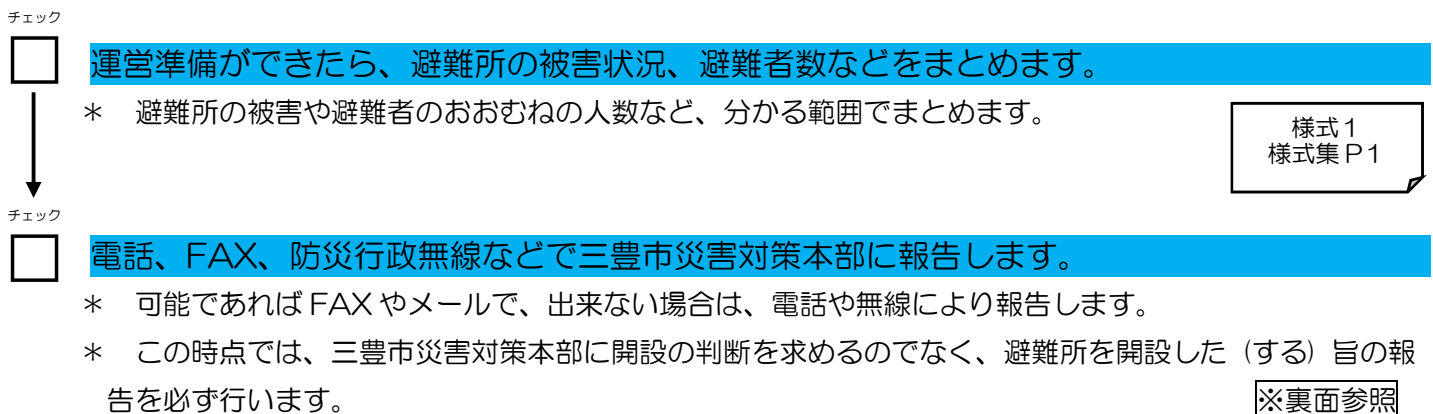 チェック
運営準備ができたら、避難所の被害状況、避難者数などをまとめます。
＊　避難所の被害や避難者のおおむねの人数など、分かる範囲でまとめます。
様式１
様式集Ｐ１
チェック
電話、FAX、防災行政無線などで三豊市災害対策本部に報告します。
＊　可能であればFAXやメールで、出来ない場合は、電話や無線により報告します。
＊　この時点では、三豊市災害対策本部に開設の判断を求めるのでなく、避難所を開設した（する）旨の報
告を必ず行います。
※裏面参照